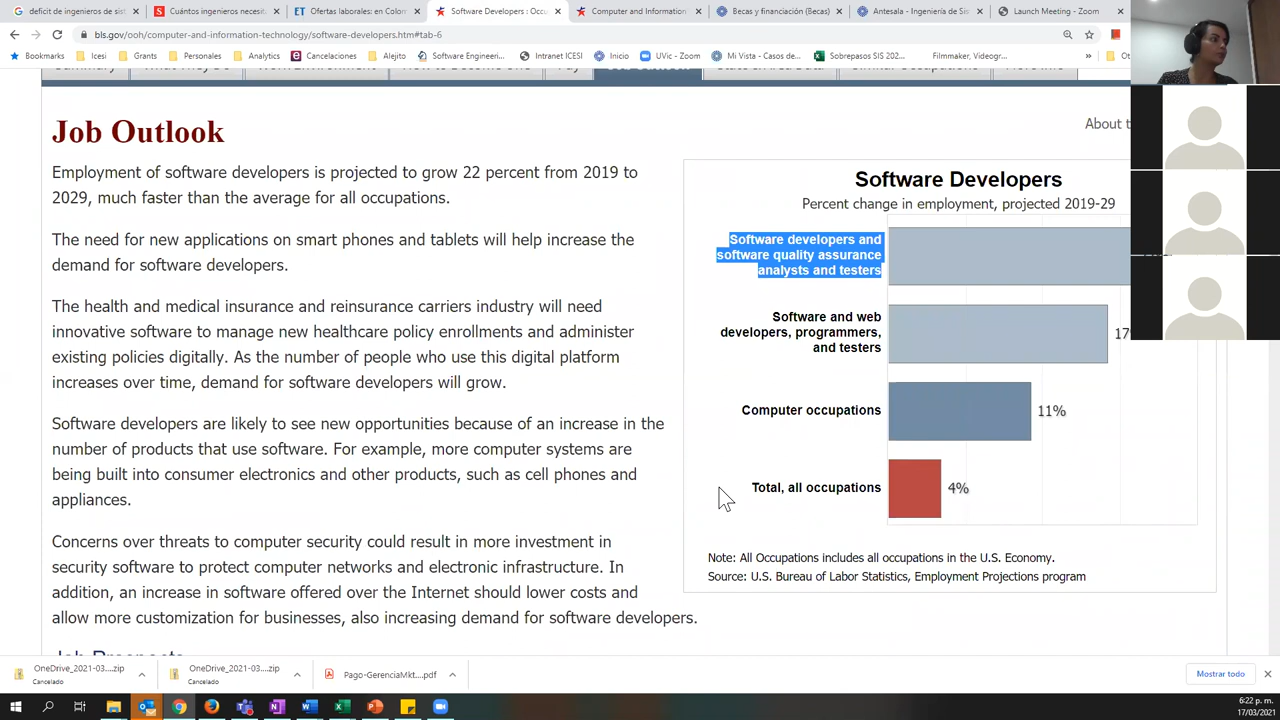 deficit de ingenieros de sist
Cuántos ingenieros necesit
Ofertas laborales: en Colom
Software Developers : Occu
Computer and Information
Becas y financiación (Becas)
Antesala - Ingeniería de Sis
Launch Meeting - Zoom
bls.gov/ooh/computer-and-information-technology/software-developers.htm#tab-6
Bookmarks
Icesi
Grants
Personales
Analytics
Cancelaciones
Alejito
Software Engineeri...
Intranet ICESI
Inicio
UVic - Zoom
Mi Vista - Casos de...
Sobrepasos SIS 202...
Filmmaker, Videogr...
»
Job Outlook
About t
Employment of software developers is projected to grow 22 percent from 2019 to
2029, much faster than the average for all occupations.
The need for new applications on smart phones and tablets will help increase the
demand for software developers.
The health and medical insurance and reinsurance carriers industry will need
innovative software to manage new healthcare policy enrollments and administer
existing policies digitally. As the number of people who use this digital platform
increases over time, demand for software developers will grow.
Software developers are likely to see new opportunities because of an increase in the
number of products that use software. For example, more computer systems are
being built into consumer electronics and other products, such as cell phones and
appliances.
Concerns over threats to computer security could result in more investment in
security software to protect computer networks and electronic infrastructure. In
addition, an increase in software offered over the Internet should lower costs and
allow more customization for businesses, also increasing demand for software developers.
Software Developers
Percent change in employment, projected 2019-29
Software developers and
software quality assurance
analysts and testers
Software and web
developers, programmers,
and testers
17
Computer occupations
11%
Total, all occupations
4%
Note: All Occupations includes all occupations in the U.S. Economy.
Source: U.S. Bureau of Labor Statistics, Employment Projections program
OneDrive_2021-03....zip
Cancelado
OneDrive_2021-03....zip
Cancelado
Pago-GerenciaMkt....pdf
Mostrar todo
6:22 p. m.
17/03/2021